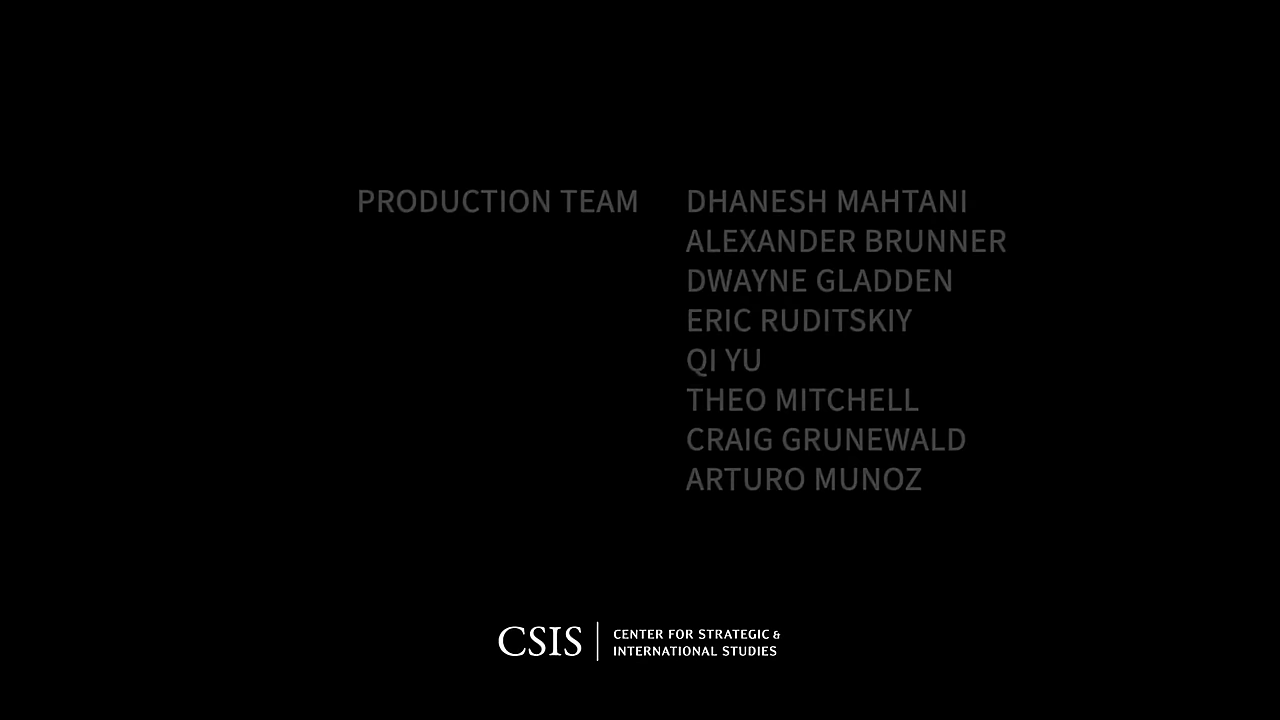 PRODUCTION TEAM DHANESH MAHTANI
ALEXANDER BRUNNER
DWAYNE GLADDEN
ERIC RUDITSKIY
QI YU
THEO MITCHELL
CRAIG GRUNEWALD
ARTURO MUNOZ
CSIS CENTER FOR STRATEGIC &
INTERNATIONAL STUDIES